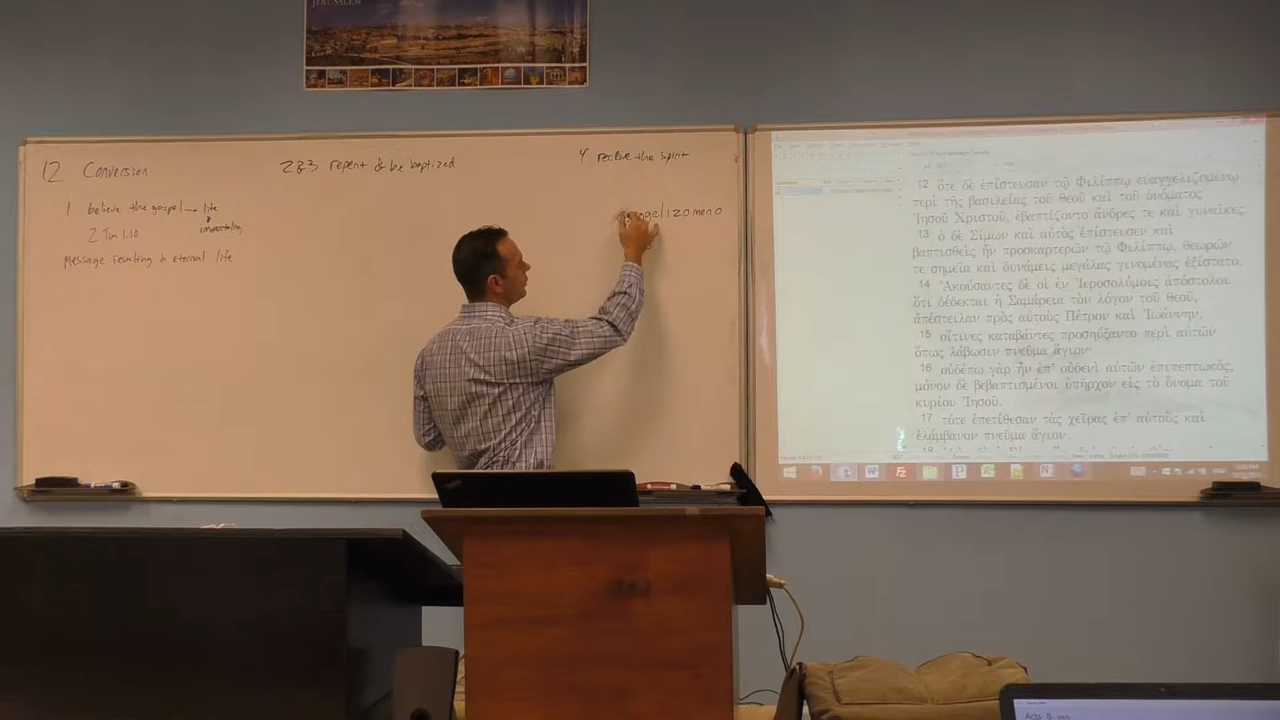 JERUSALEM
12 Conversion
2&3 repent & be baptized
4 receive the spirit
1 believe the gospel → life
immortality
2 Tim 1.10
message resulting in eternal life
ngelizomeno
12 ὅτε δὲ ἐπίστευσαν τῷ Φιλίππῳ εὐαγγελιζομένῳ
περὶ τῆς βασιλείας τοῦ θεοῦ καὶ τοῦ ὀνόματος
Ἰησοῦ Χριστοῦ, ἐβαπτίζοντο ἄνδρες τε καὶ γυναῖκες.
13 ὁ δὲ Σίμων καὶ αὐτὸς ἐπίστευσεν καὶ
βαπτισθεὶς ἦν προσκαρτερῶν τῷ Φιλίππῳ, θεωρῶν
τε σημεῖα καὶ δυνάμεις μεγάλας γινομένας ἐξίστατο.
14 Ἀκούσαντες δὲ οἱ ἐν Ἱεροσολύμοις ἀπόστολοι
ὅτι δέδεκται ἡ Σαμάρεια τὸν λόγον τοῦ θεοῦ,
ἀπέστειλαν πρὸς αὐτοὺς Πέτρον καὶ Ἰωάννην,
15 οἵτινες καταβάντες προσηύξαντο περὶ αὐτῶν
ὅπως λάβωσιν πνεῦμα ἅγιον·
16 οὐδέπω γὰρ ἦν ἐπ' οὐδενὶ αὐτῶν ἐπιπεπτωκός,
μόνον δὲ βεβαπτισμένοι ὑπῆρχον εἰς τὸ ὄνομα τοῦ
κυρίου Ἰησοῦ.
17 τότε ἐπετίθεσαν τὰς χεῖρας ἐπ' αὐτοὺς καὶ
ἐλάμβανον πνεῦμα ἅγιον.
Acts 8